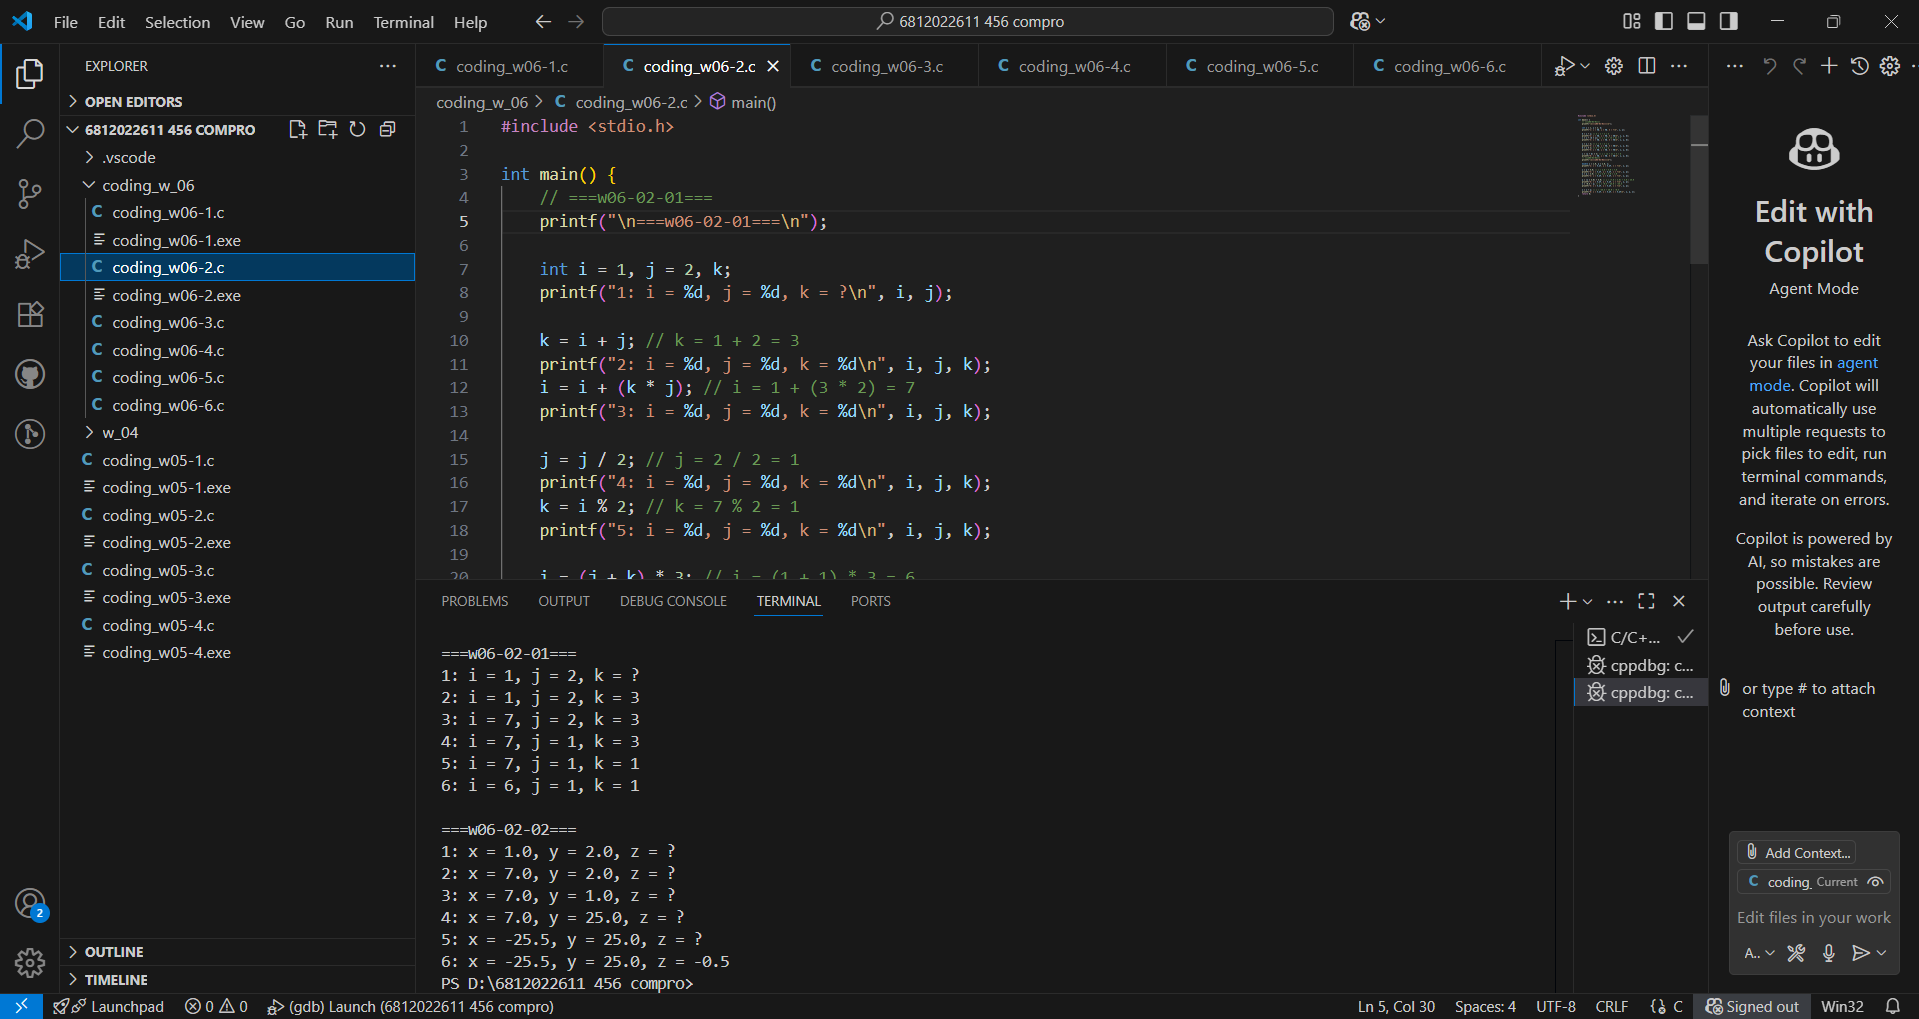 File Edit Selection View Go Run Terminal Help
6812022611 456 compro
EXPLORER
OPEN EDITORS
6812022611 456 COMPRO
.vscode
coding_w_06
coding_w06-1.c
coding_w06-1.exe
coding_w06-2.c
coding_w06-2.exe
coding_w06-3.c
coding_w06-4.c
coding_w06-5.c
coding_w06-6.c
w_04
coding_w05-1.c
coding_w05-1.exe
coding_w05-2.c
coding_w05-2.exe
coding_w05-3.c
coding_w05-3.exe
coding_w05-4.c
coding_w05-4.exe
OUTLINE
TIMELINE
2
C coding_w06-1.c C coding_w06-2.c C coding_w06-3.c C coding_w06-4.c C coding_w06-5.c C coding_w06-6.c
coding_w_06 > C coding_w06-2.c > main()
1 #include <stdio.h>
2
3 int main() {
4 // ===w06-02-01===
5 printf("\n===w06-02-01===\n");
6
7 int i = 1, j = 2, k;
8 printf("1: i = %d, j = %d, k = ?\n", i, j);
9
10 k = i + j; // k = 1 + 2 = 3
11 printf("2: i = %d, j = %d, k = %d\n", i, j, k);
12 i = i + (k * j); // i = 1 + (3 * 2) = 7
13 printf("3: i = %d, j = %d, k = %d\n", i, j, k);
14
15 j = j / 2; // j = 2 / 2 = 1
16 printf("4: i = %d, j = %d, k = %d\n", i, j, k);
17 k = i % 2; // k = 7 % 2 = 1
18 printf("5: i = %d, j = %d, k = %d\n", i, j, k);
19
20 i = (j + k) * 3; // i = (1 + 1) * 3 = 6
PROBLEMS OUTPUT DEBUG CONSOLE TERMINAL PORTS
===w06-02-01===
1: i = 1, j = 2, k = ?
2: i = 1, j = 2, k = 3
3: i = 7, j = 2, k = 3
4: i = 7, j = 1, k = 3
5: i = 7, j = 1, k = 1
6: i = 6, j = 1, k = 1
===w06-02-02===
1: x = 1.0, y = 2.0, z = ?
2: x = 7.0, y = 2.0, z = ?
3: x = 7.0, y = 1.0, z = ?
4: x = 7.0, y = 25.0, z = ?
5: x = -25.5, y = 25.0, z = ?
6: x = -25.5, y = 25.0, z = -0.5
PS D:\6812022611 456 compro>
C/C+...
cppdbg: c...
cppdbg: c...
Edit with
Copilot
Agent Mode
Ask Copilot to edit
your files in agent
mode. Copilot will
automatically use
multiple requests to
pick files to edit, run
terminal commands,
and iterate on errors.
Copilot is powered by
AI, so mistakes are
possible. Review
output carefully
before use.
or type # to attach
context
Add Context...
C coding_ Current
Edit files in your work
A..
Launchpad 0 0 (gdb) Launch (6812022611 456 compro) Ln 5, Col 30 Spaces: 4 UTF-8 CRLF {} C Signed out Win32